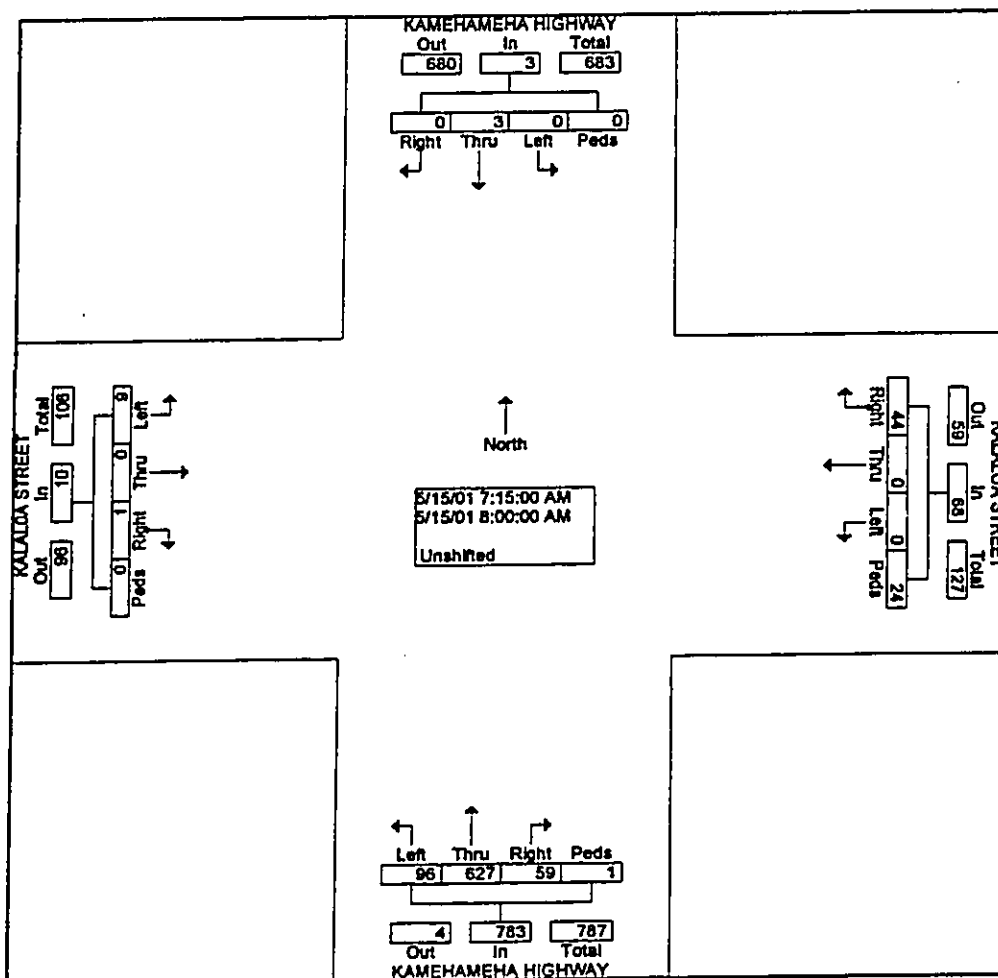 KAMEHAMEHA HIGHWAY
Out In Total
680 3 683
0 3 0 0
Right Thru Left Peds
KALALOA STREET
Total In Out
106 10 96
9 0 1 0
Left Thru Right Peds
North
5/15/01 7:15:00 AM
5/15/01 8:00:00 AM
Unshifted
Right Thru Left Peds
44 0 0 24
59 68 127
Out In Total
KALALOA STREET
Left Thru Right Peds
96 627 59 1
4 783 787
Out In Total
KAMEHAMEHA HIGHWAY